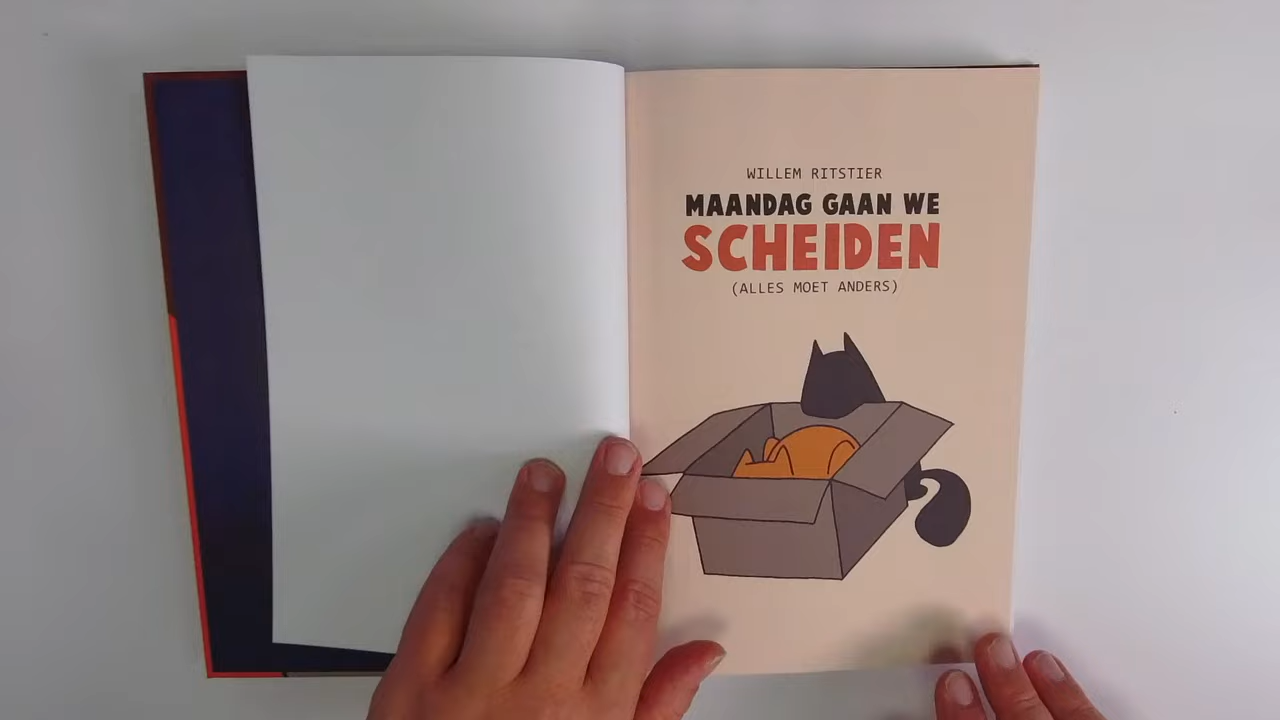 WILLEM RITSTIER
MAANDAG GAAN WE
SCHEIDEN
(ALLES MOET ANDERS)